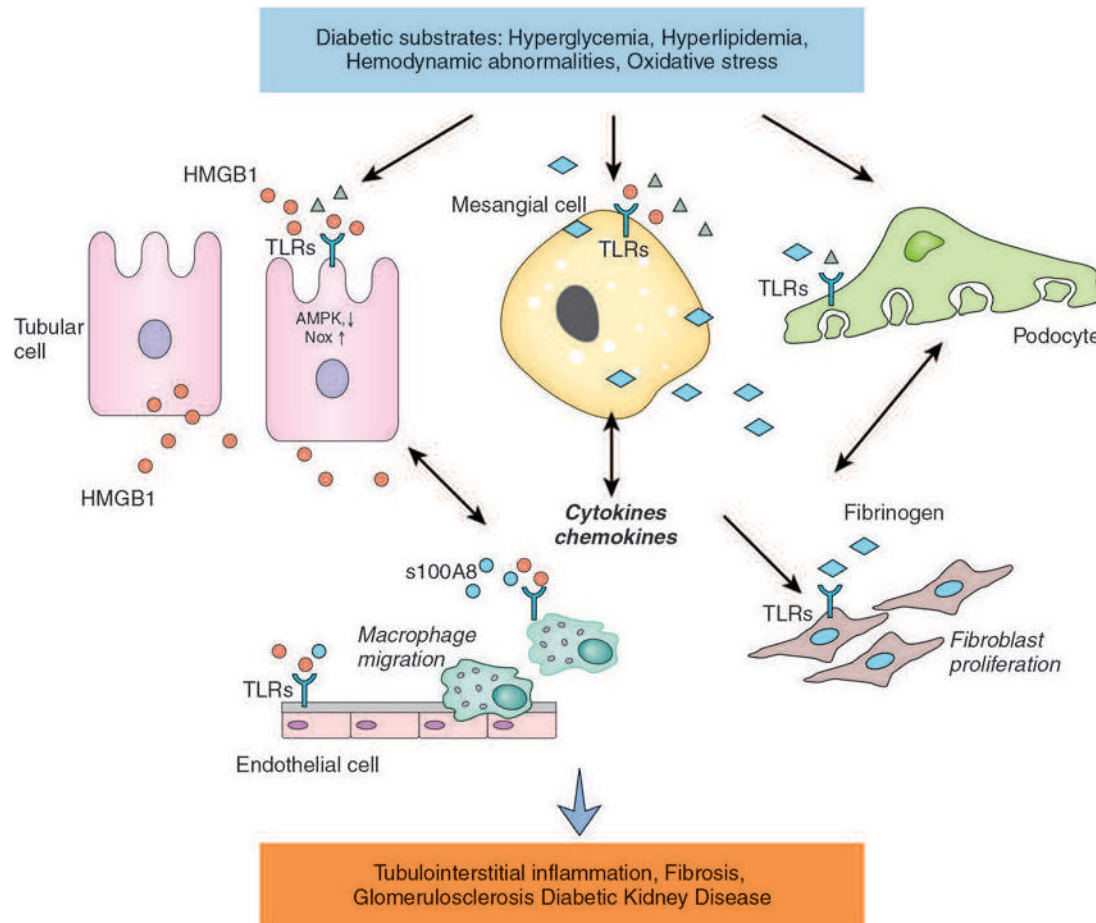 Diabetic substrates: Hyperglycemia, Hyperlipidemia,
Hemodynamic abnormalities, Oxidative stress
HMGB1
TLRs
Mesangial cell
TLRs
TLRs
AMPK,↓
Nox ↑
Tubular
cell
Podocyte
HMGB1
Cytokines
chemokines
Fibrinogen
s100A8
TLRs
Macrophage
migration
Fibroblast
proliferation
TLRs
Endothelial cell
Tubulointerstitial inflammation, Fibrosis,
Glomerulosclerosis Diabetic Kidney Disease